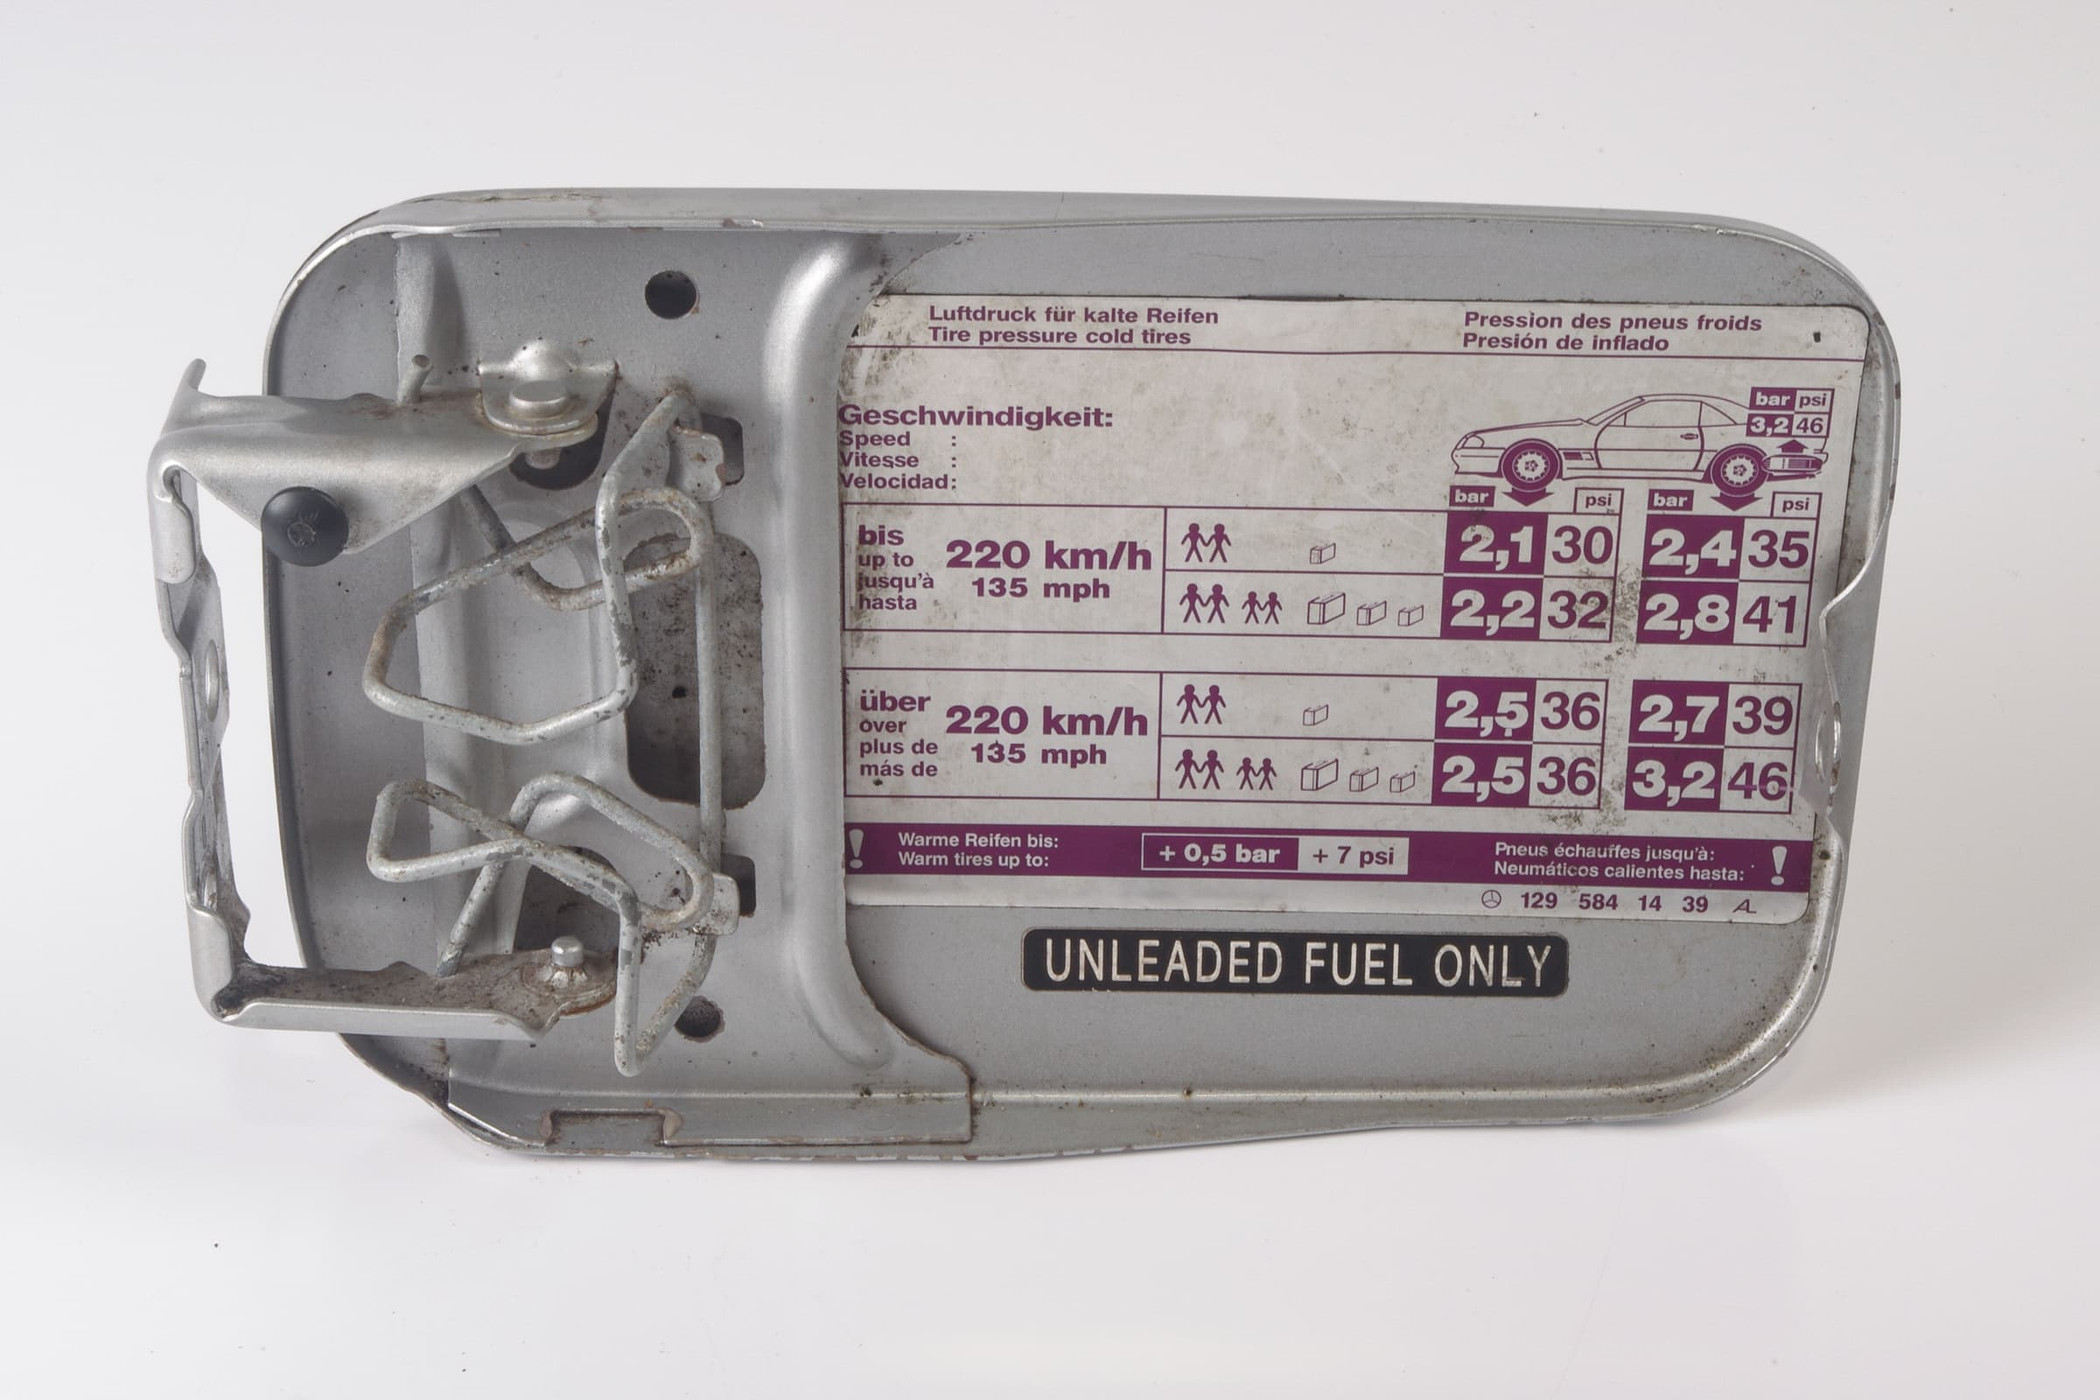 Luftdruck für kalte Reifen
Tire pressure cold tires
Pression des pneus froids
Presión de inflado
Geschwindigkeit:
Speed :
Vitesse :
Velocidad:
bar psi
3,2 46
bar psi bar psi
bis
up to
jusqu'à
hasta
220 km/h
135 mph
2,1 30 2,4 35
2,2 32 2,8 41
über
over
plus de
más de
220 km/h
135 mph
2,5 36 2,7 39
2,5 36 3,2 46
! Warme Reifen bis:
Warm tires up to:
+ 0,5 bar + 7 psi
Pneus échauffes jusqu'à: !
Neumáticos calientes hasta:
129 584 14 39 AL
UNLEADED FUEL ONLY